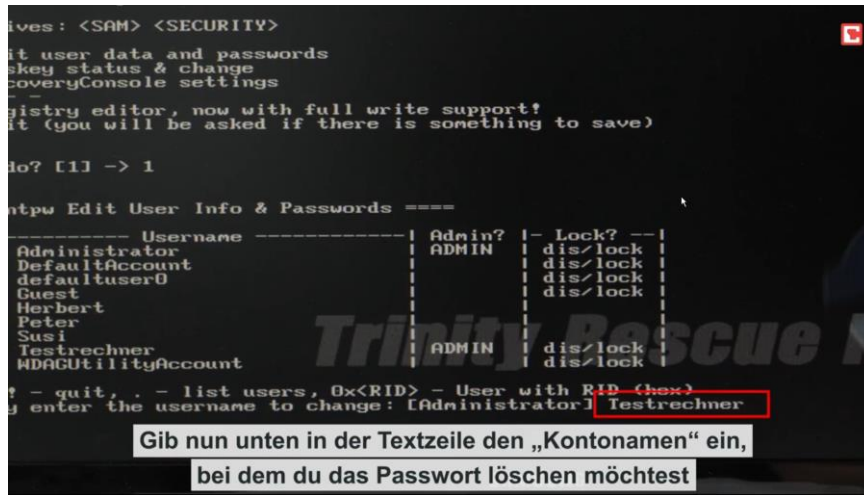 ives: <SAM> <SECURITY>
it user data and passwords
skey status & change
coveryConsole settings
- -
gistry editor, now with full write support!
it (you will be asked if there is something to save)
do? [1] -> 1
ntpw Edit User Info & Passwords ====
---------- Username ------------| Admin? |- Lock? --|
Administrator | ADMIN | dis/lock |
DefaultAccount | | dis/lock |
defaultuser0 | | dis/lock |
Guest | | dis/lock |
Herbert | | |
Peter | | |
Susi | | |
Testrechner | ADMIN | dis/lock |
WDAGUtilityAccount | | dis/lock |
Trinity Rescue
! - quit, . - list users, 0x<RID> - User with RID (hex)
y enter the username to change: [Administrator] Testrechner
Gib nun unten in der Textzeile den „Kontonamen“ ein,
bei dem du das Passwort löschen möchtest